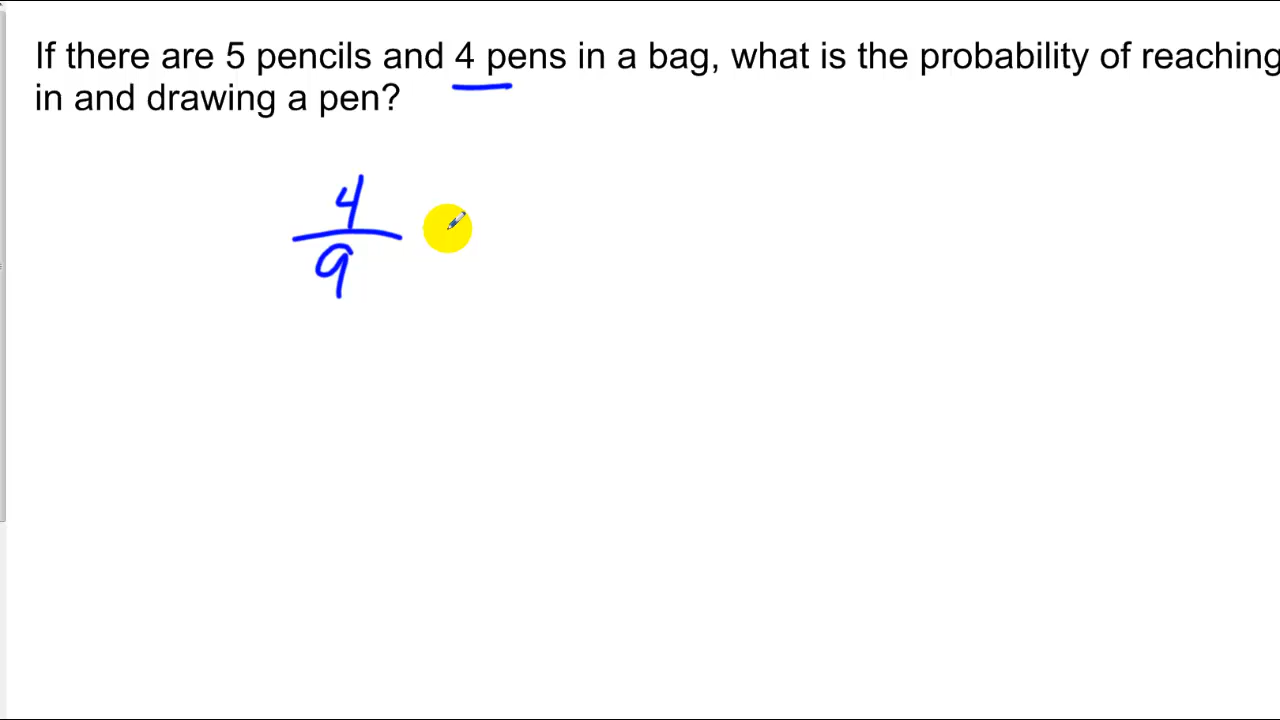 If there are 5 pencils and 4 pens in a bag, what is the probability of reaching
in and drawing a pen?
4
9